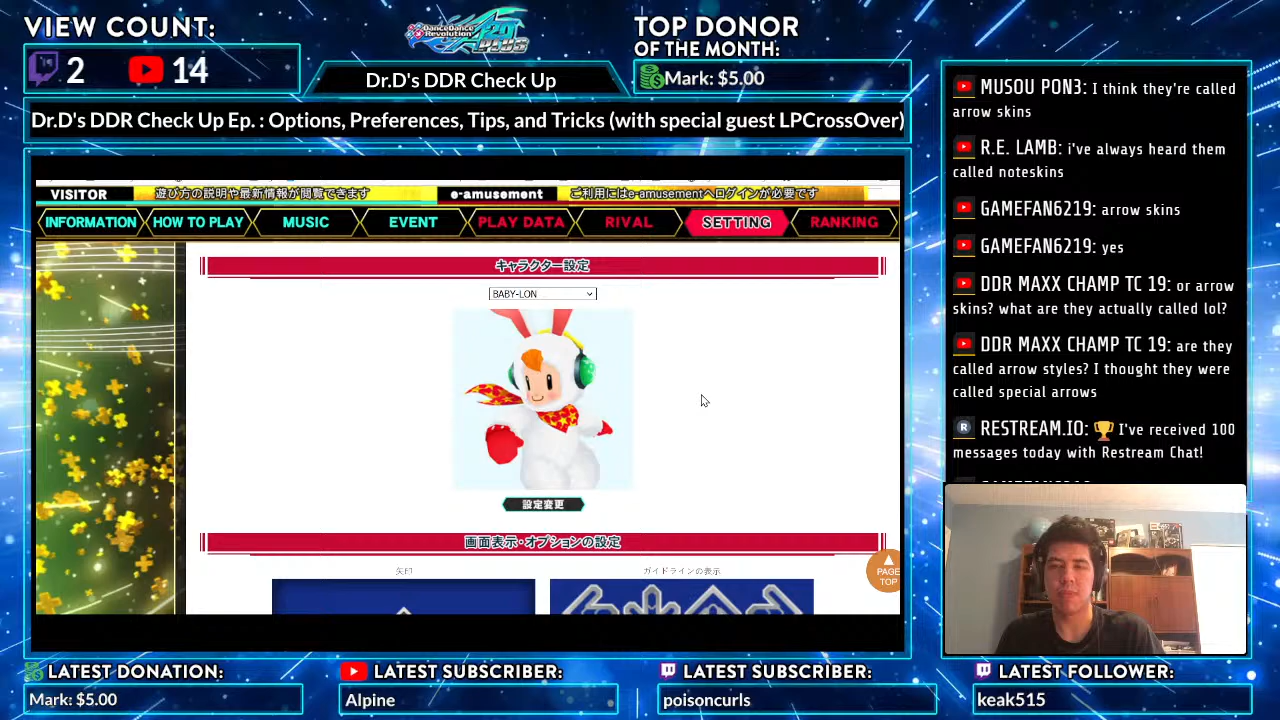 VIEW COUNT:
2
14
DanceDanceRevolution
A20
PLUS
Dr.D's DDR Check Up
TOP DONOR
OF THE MONTH:
Mark: $5.00
Dr.D's DDR Check Up Ep. : Options, Preferences, Tips, and Tricks (with special guest LPCrossOver)
VISITOR
遊び方の説明や最新情報が閲覧できます
e-amusement
ご利用にはe-amusementへログインが必要です
INFORMATION
HOW TO PLAY
MUSIC
EVENT
PLAY DATA
RIVAL
SETTING
RANKING
キャラクター設定
BABY-LON
設定変更
画面表示・オプションの設定
矢印
ガイドラインの表示
PAGE
TOP
MUSOU PON3: I think they're called
arrow skins
R.E. LAMB: i've always heard them
called noteskins
GAMEFAN6219: arrow skins
GAMEFAN6219: yes
DDR MAXX CHAMP TC 19: or arrow
skins? what are they actually called lol?
DDR MAXX CHAMP TC 19: are they
called arrow styles? I thought they were
called special arrows
R RESTREAM.IO: 🏆 I've received 100
messages today with Restream Chat!
LATEST DONATION:
Mark: $5.00
LATEST SUBSCRIBER:
Alpine
LATEST SUBSCRIBER:
poisoncurls
LATEST FOLLOWER:
keak515